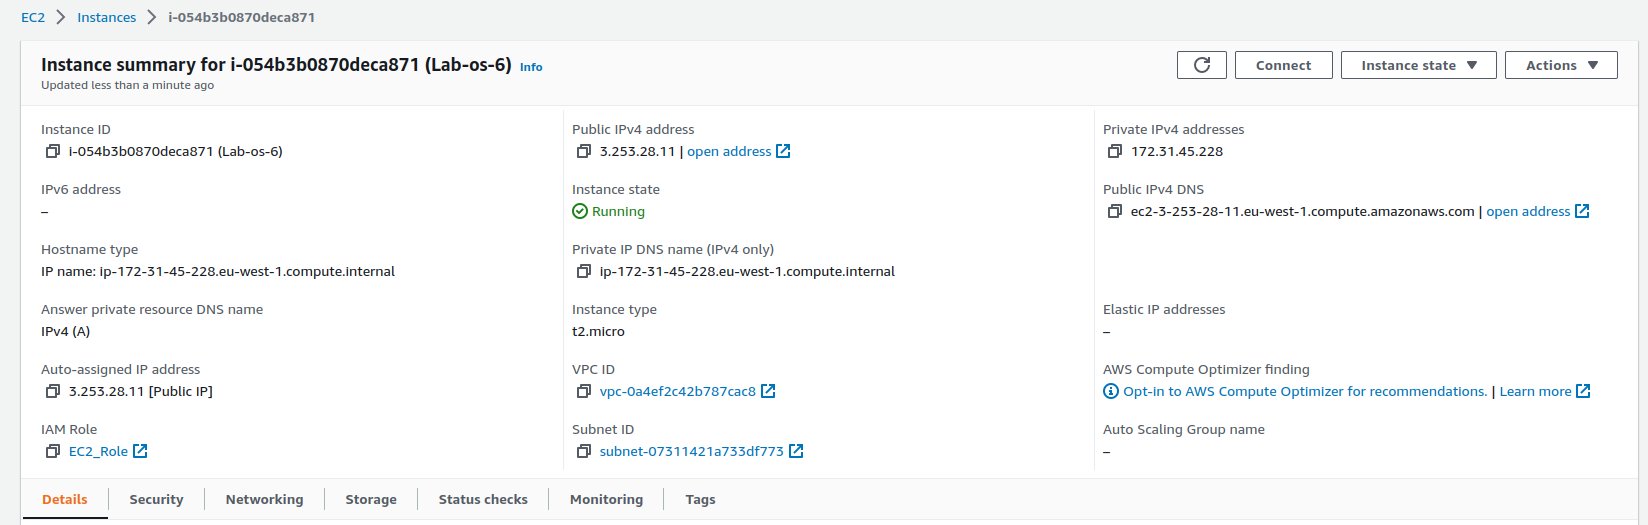 EC2 > Instances > i-054b3b0870deca871
Instance summary for i-054b3b0870deca871 (Lab-os-6) Info
Updated less than a minute ago
Connect
Instance state
Actions
Instance ID
i-054b3b0870deca871 (Lab-os-6)
Public IPv4 address
3.253.28.11 | open address
Private IPv4 addresses
172.31.45.228
IPv6 address
–
Instance state
Running
Public IPv4 DNS
ec2-3-253-28-11.eu-west-1.compute.amazonaws.com | open address
Hostname type
IP name: ip-172-31-45-228.eu-west-1.compute.internal
Private IP DNS name (IPv4 only)
ip-172-31-45-228.eu-west-1.compute.internal
Answer private resource DNS name
IPv4 (A)
Instance type
t2.micro
Elastic IP addresses
–
Auto-assigned IP address
3.253.28.11 [Public IP]
VPC ID
vpc-0a4ef2c42b787cac8
AWS Compute Optimizer finding
Opt-in to AWS Compute Optimizer for recommendations. | Learn more
IAM Role
EC2_Role
Subnet ID
subnet-07311421a733df773
Auto Scaling Group name
–
Details
Security
Networking
Storage
Status checks
Monitoring
Tags